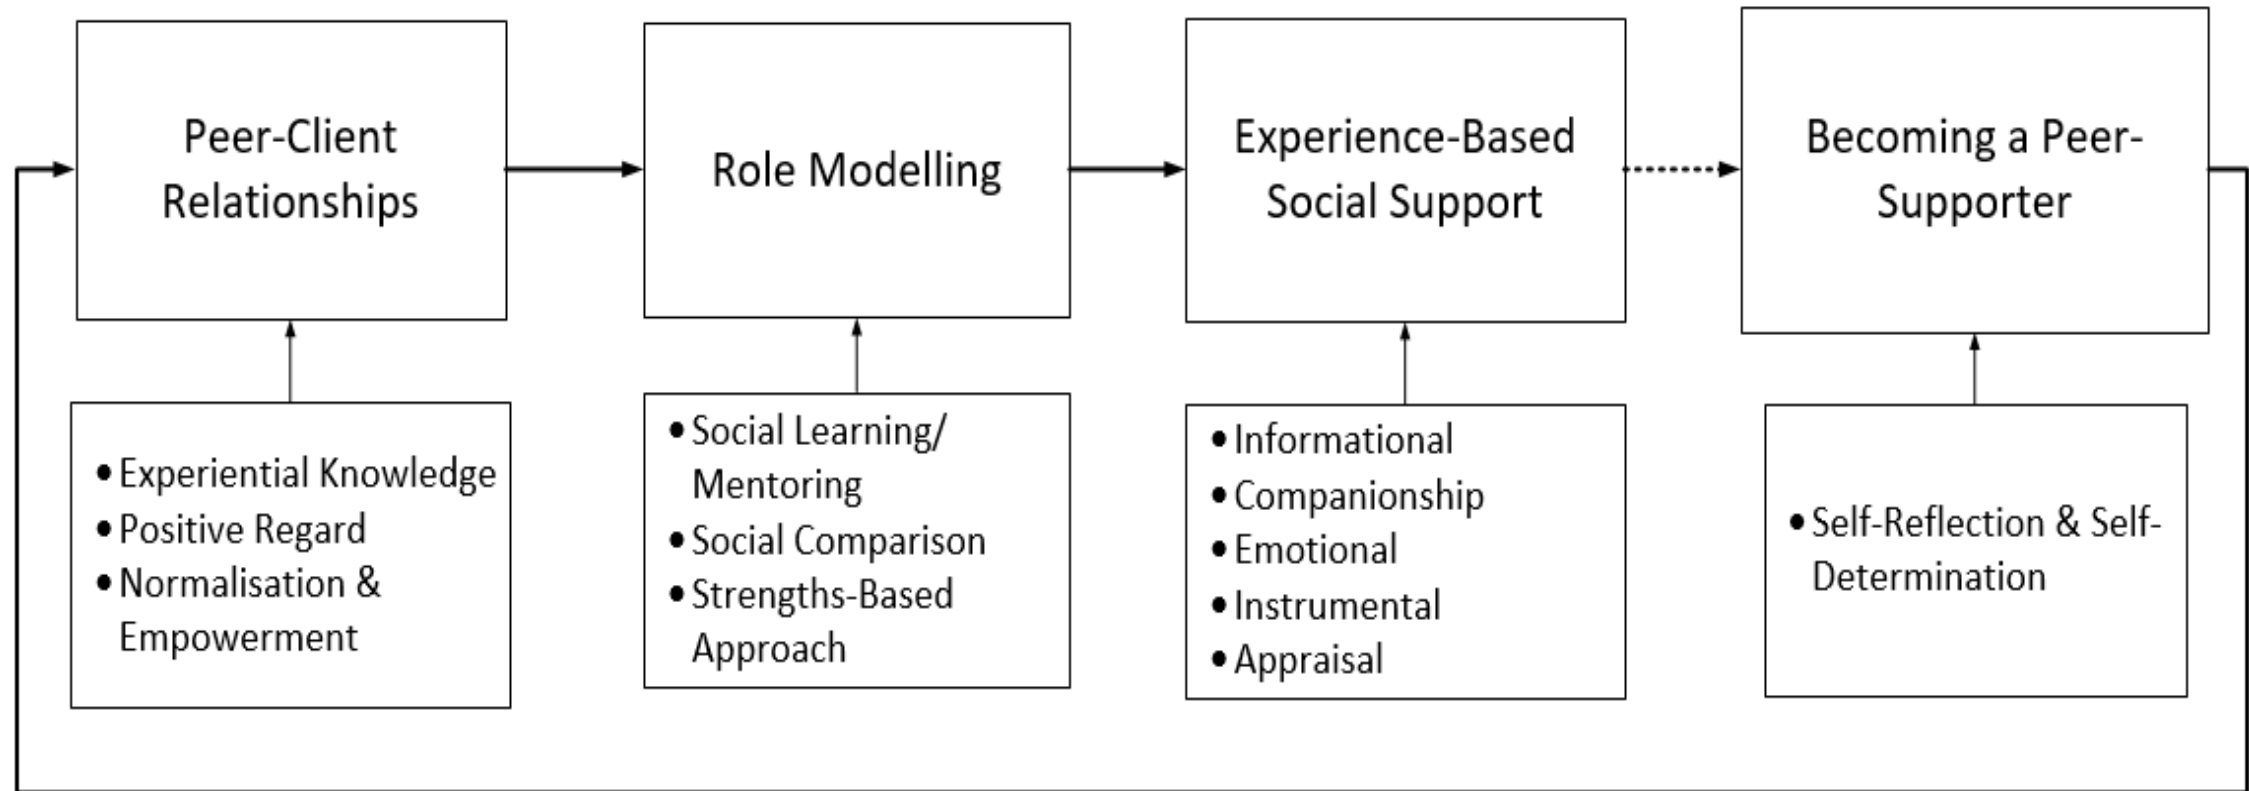 Peer-Client
Relationships
Role Modelling
Experience-Based
Social Support
Becoming a Peer-
Supporter
• Experiential Knowledge
• Positive Regard
• Normalisation &
Empowerment
• Social Learning/
Mentoring
• Social Comparison
• Strengths-Based
Approach
• Informational
• Companionship
• Emotional
• Instrumental
• Appraisal
• Self-Reflection & Self-
Determination